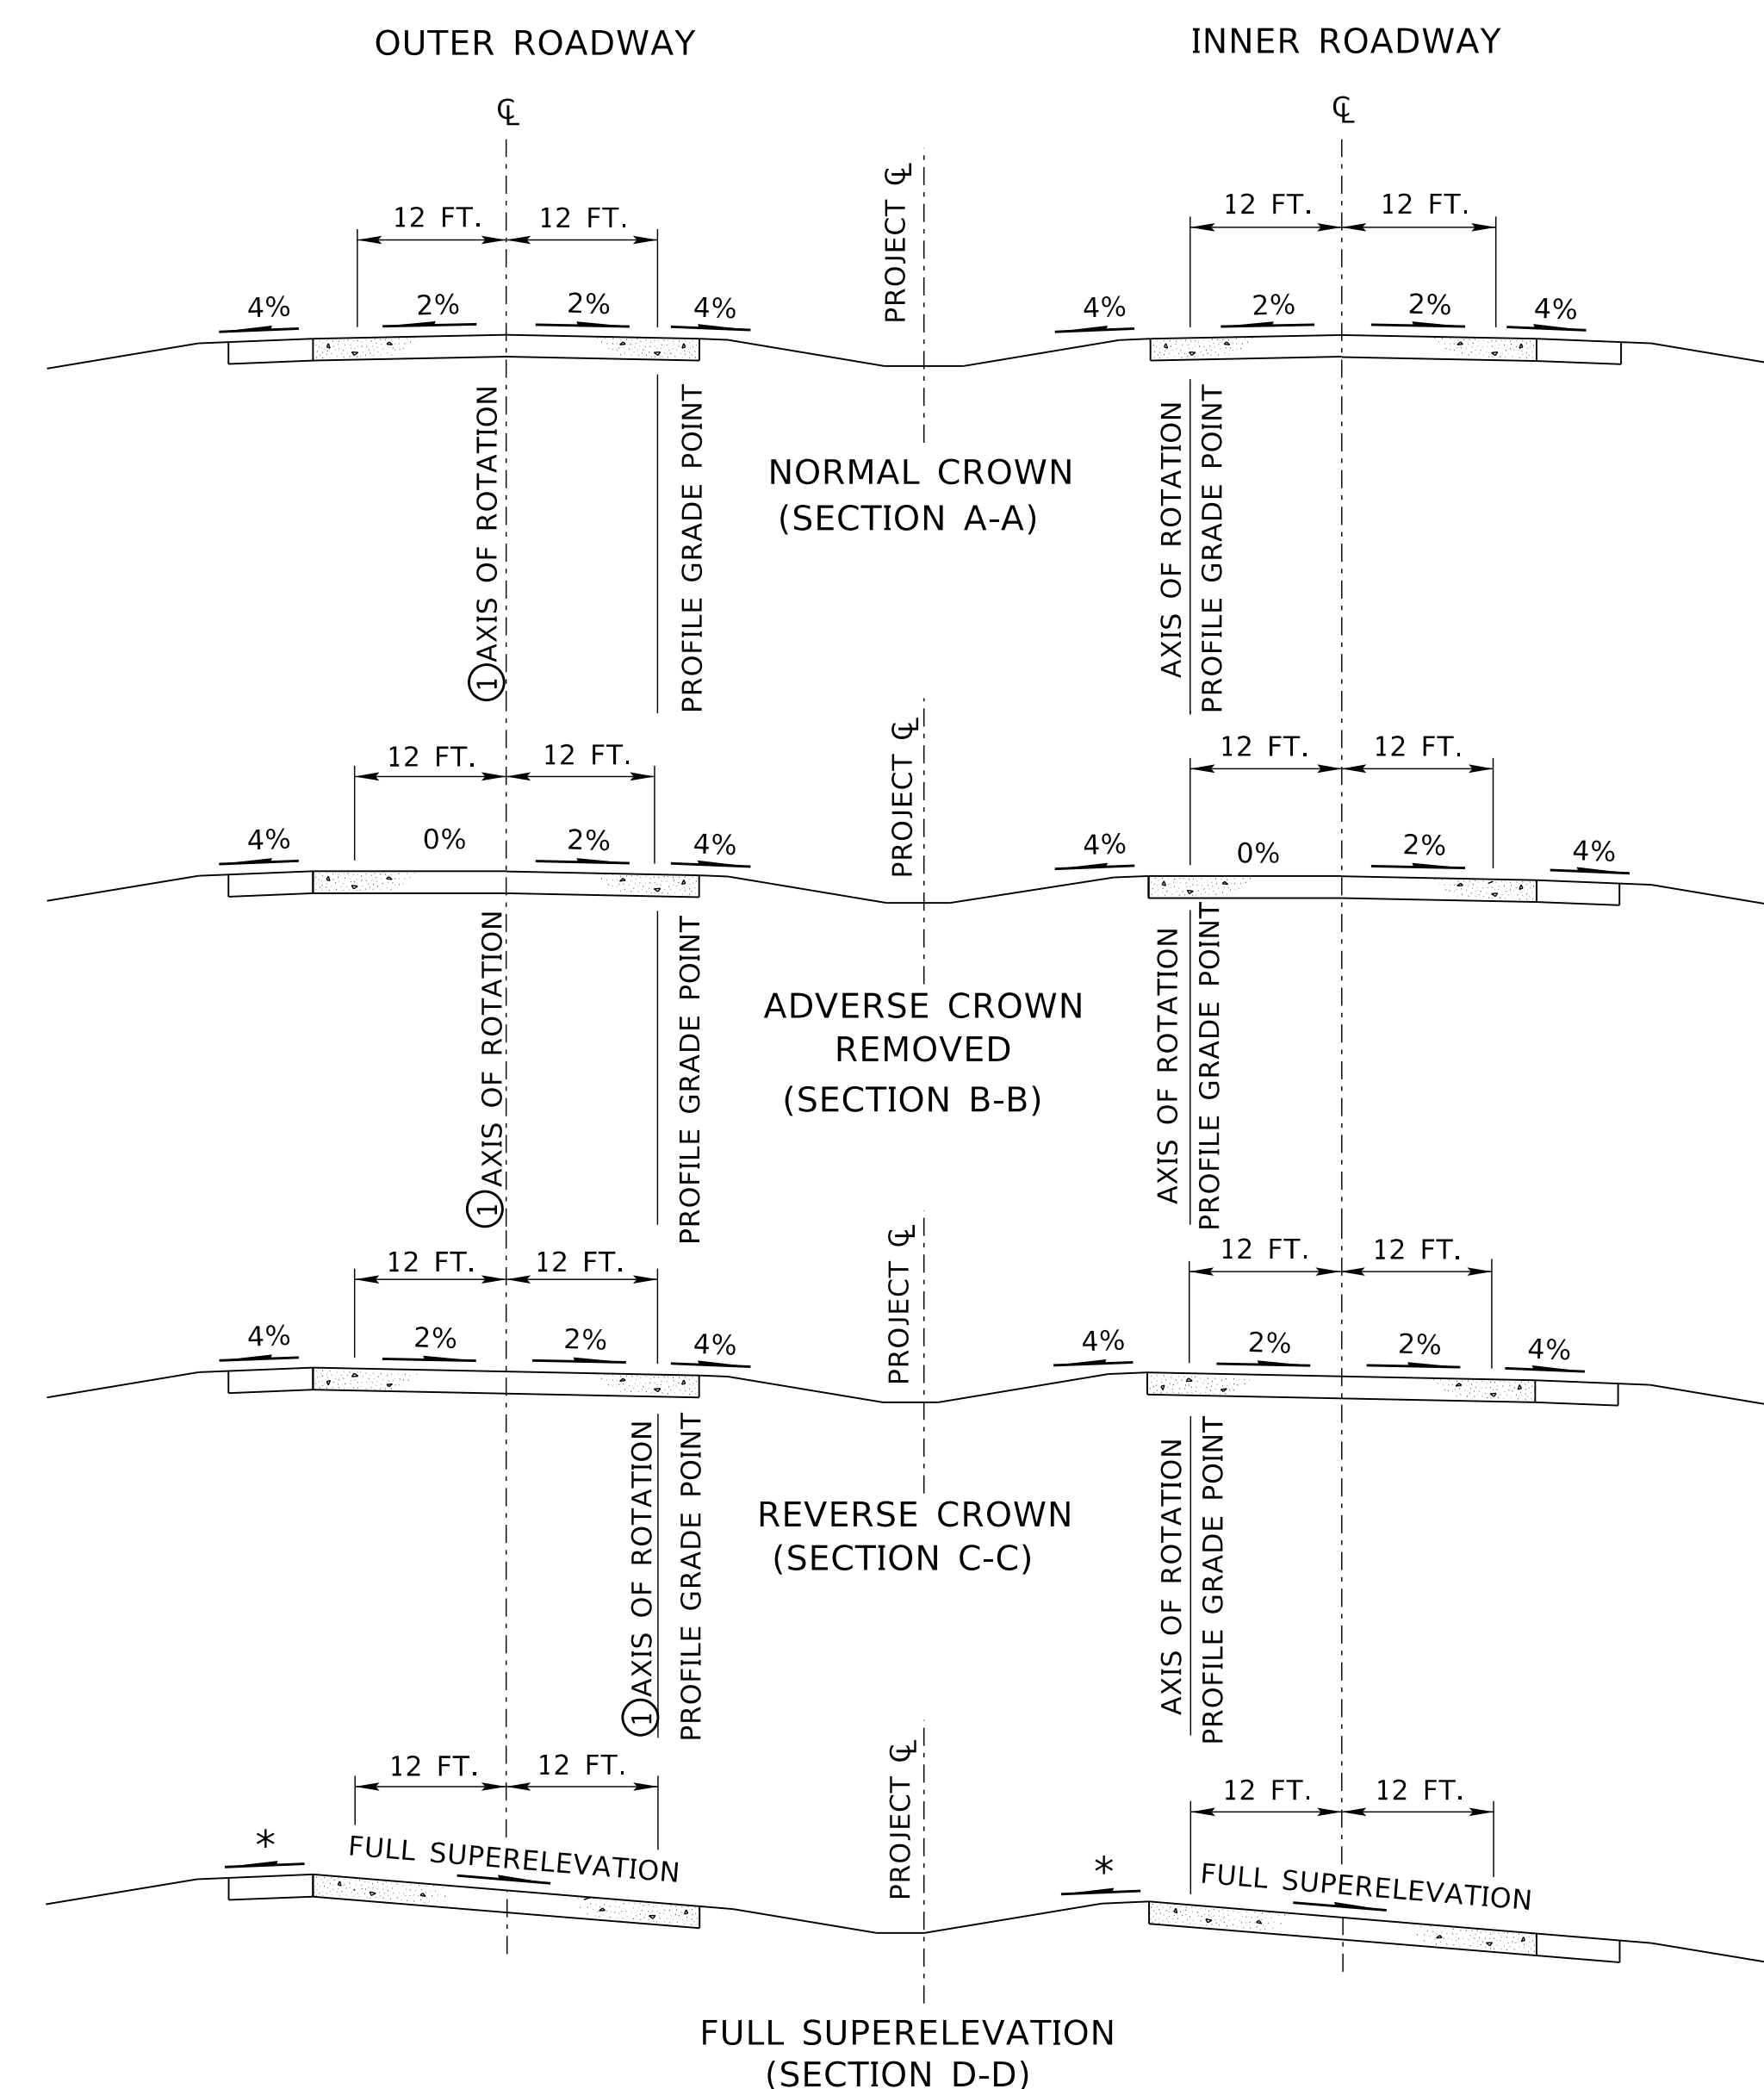 OUTER ROADWAY
INNER ROADWAY
℄
℄
PROJECT ℄
12 FT.
12 FT.
12 FT.
12 FT.
4%
2%
2%
4%
4%
2%
2%
4%
1 AXIS OF ROTATION
PROFILE GRADE POINT
NORMAL CROWN
(SECTION A-A)
AXIS OF ROTATION
PROFILE GRADE POINT
PROJECT ℄
12 FT.
12 FT.
12 FT.
12 FT.
4%
0%
2%
4%
4%
0%
2%
4%
1 AXIS OF ROTATION
PROFILE GRADE POINT
ADVERSE CROWN
REMOVED
(SECTION B-B)
AXIS OF ROTATION
PROFILE GRADE POINT
PROJECT ℄
12 FT.
12 FT.
12 FT.
12 FT.
4%
2%
2%
4%
4%
2%
2%
4%
1 AXIS OF ROTATION
PROFILE GRADE POINT
REVERSE CROWN
(SECTION C-C)
AXIS OF ROTATION
PROFILE GRADE POINT
PROJECT ℄
12 FT.
12 FT.
12 FT.
12 FT.
*
FULL SUPERELEVATION
*
FULL SUPERELEVATION
FULL SUPERELEVATION
(SECTION D-D)